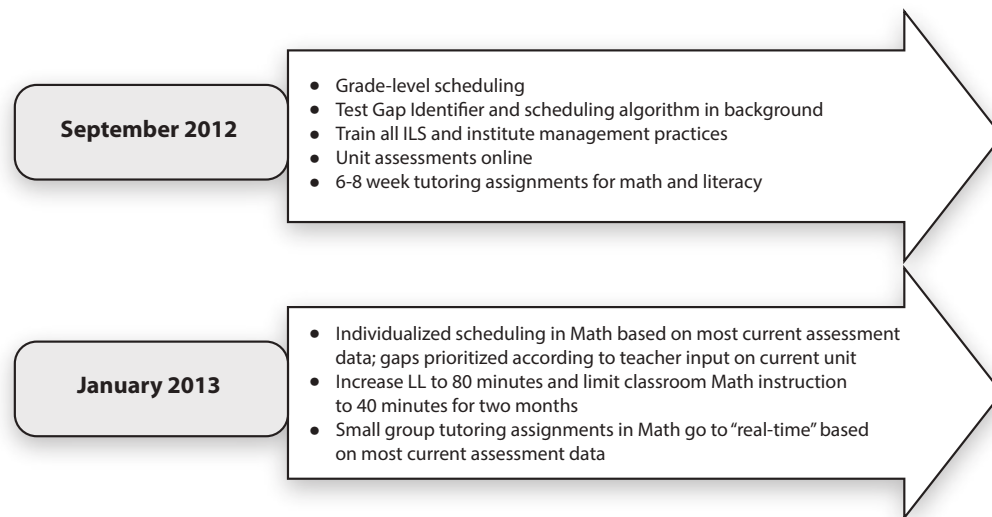 September 2012
● Grade-level scheduling
● Test Gap Identifier and scheduling algorithm in background
● Train all ILS and institute management practices
● Unit assessments online
● 6-8 week tutoring assignments for math and literacy
January 2013
● Individualized scheduling in Math based on most current assessment
data; gaps prioritized according to teacher input on current unit
● Increase LL to 80 minutes and limit classroom Math instruction
to 40 minutes for two months
● Small group tutoring assignments in Math go to “real-time” based
on most current assessment data